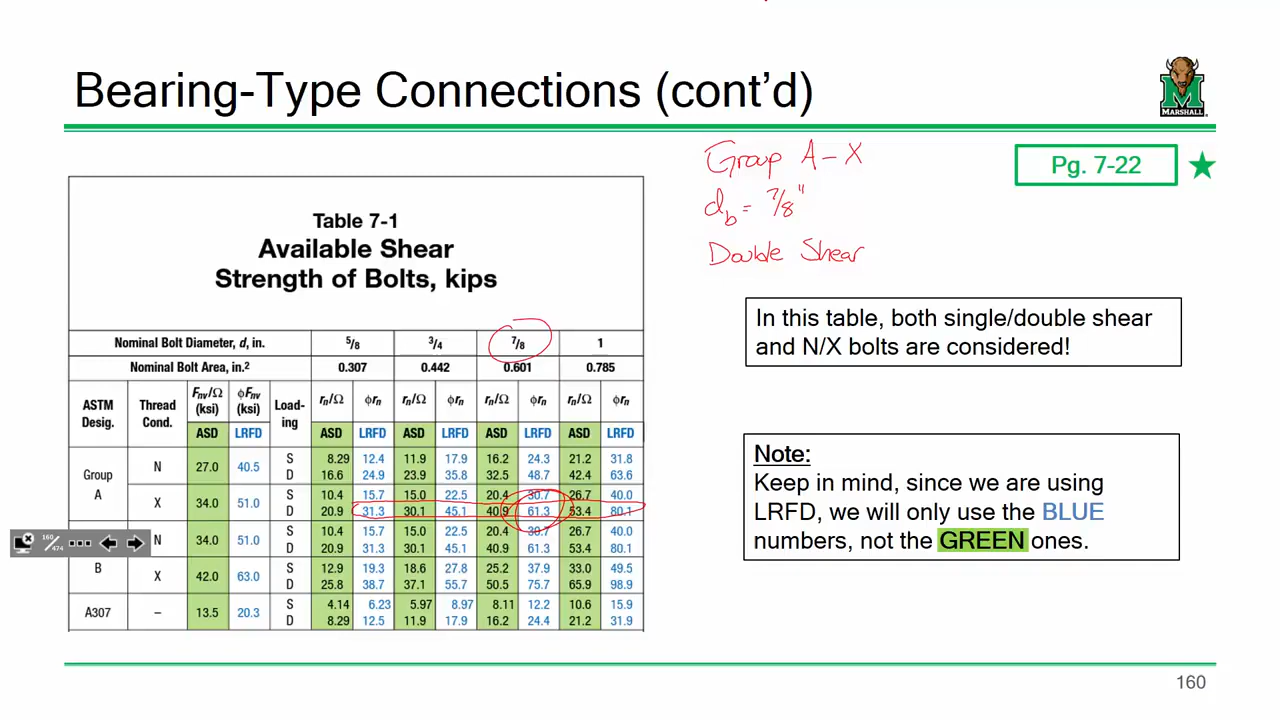 Bearing-Type Connections (cont’d)
MARSHALL
Group A-X
d_b = 7/8"
Double Shear
Pg. 7-22
Table 7-1
Available Shear
Strength of Bolts, kips
Nominal Bolt Diameter, d, in. 5/8 3/4 7/8 1
Nominal Bolt Area, in.² 0.307 0.442 0.601 0.785
ASTM Desig. Thread Cond. Fnv/Ω (ksi) ϕFnv (ksi) Load-ing rn/Ω ϕrn rn/Ω ϕrn rn/Ω ϕrn rn/Ω ϕrn
ASD LRFD ASD LRFD ASD LRFD ASD LRFD ASD LRFD
Group A N 27.0 40.5 S 8.29 12.4 11.9 17.9 16.2 24.3 21.2 31.8
D 16.6 24.9 23.9 35.8 32.5 48.7 42.4 63.6
X 34.0 51.0 S 10.4 15.7 15.0 22.5 20.4 30.7 26.7 40.0
D 20.9 31.3 30.1 45.1 40.9 61.3 53.4 80.1
B N 34.0 51.0 S 10.4 15.7 15.0 22.5 20.4 30.7 26.7 40.0
D 20.9 31.3 30.1 45.1 40.9 61.3 53.4 80.1
X 42.0 63.0 S 12.9 19.3 18.6 27.8 25.2 37.9 33.0 49.5
D 25.8 38.7 37.1 55.7 50.5 75.7 65.9 98.9
A307 – 13.5 20.3 S 4.14 6.23 5.97 8.97 8.11 12.2 10.6 15.9
D 8.29 12.5 11.9 17.9 16.2 24.4 21.2 31.9
160/474
In this table, both single/double shear
and N/X bolts are considered!
Note:
Keep in mind, since we are using
LRFD, we will only use the BLUE
numbers, not the GREEN ones.
160